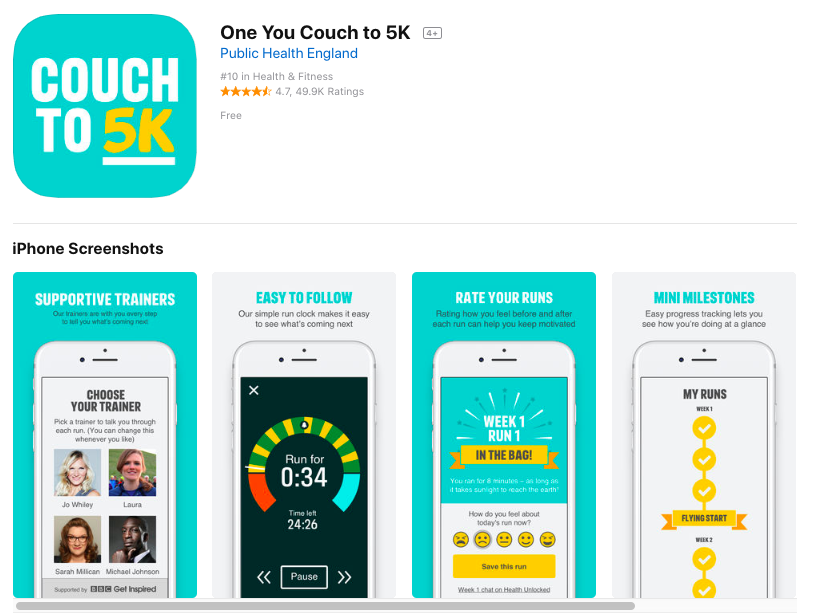 COUCH
TO 5K
One You Couch to 5K 4+
Public Health England
#10 in Health & Fitness
4.7, 49.9K Ratings
Free
iPhone Screenshots
SUPPORTIVE TRAINERS
Our trainers are with you every step
to tell you what's coming next
CHOOSE
YOUR TRAINER
Pick a trainer to talk you through
each run. (You can change this
whenever you like)
Jo Whiley
Laura
Sarah Millican
Michael Johnson
Supported by BBC Get Inspired
EASY TO FOLLOW
Our simple run clock makes it easy
to see what's coming next
Run for
0:34
Time left
24:26
Pause
RATE YOUR RUNS
Rating how you feel before and after
each run can help you keep motivated
WEEK 1
RUN 1
IN THE BAG!
You ran for 8 minutes – as long as
it takes sunlight to reach the earth!
How do you feel about
today's run now?
Save this run
Week 1 chat on Health Unlocked
MINI MILESTONES
Easy progress tracking lets you
see how you're doing at a glance
MY RUNS
WEEK 1
FLYING START
WEEK 2